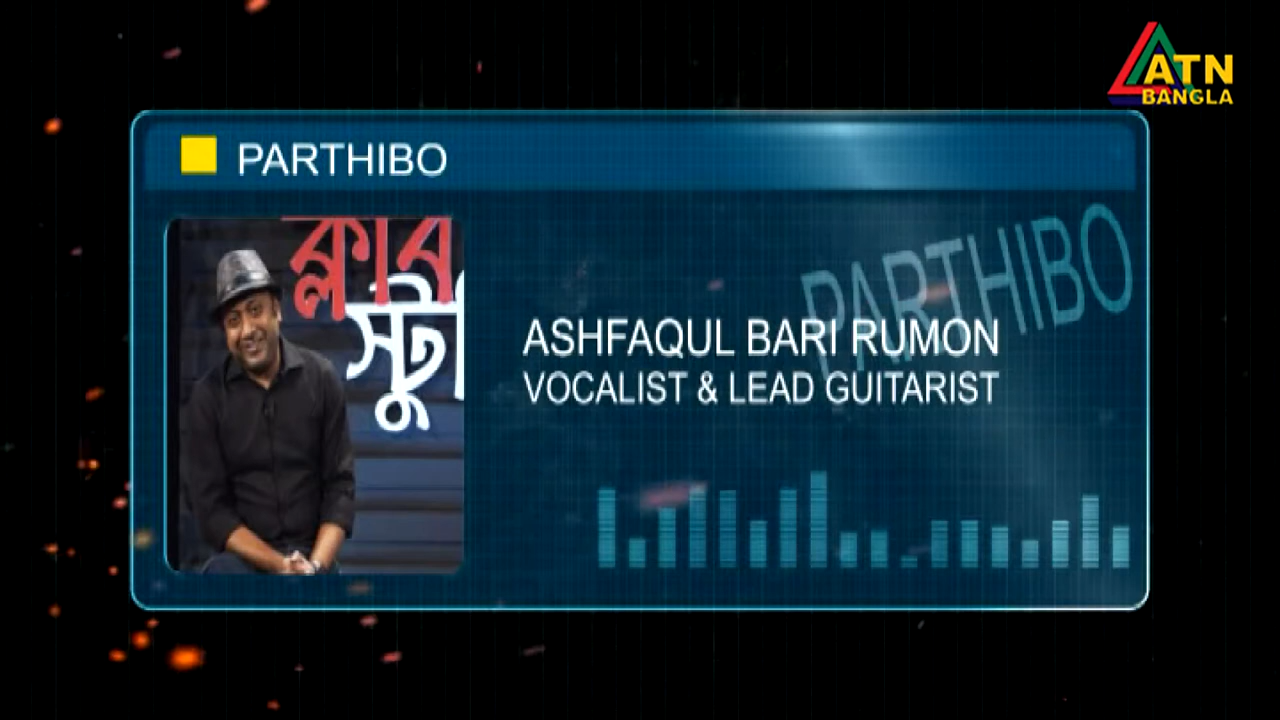 ATN
BANGLA
PARTHIBO
ক্লাব
স্টু
PARTHIBO
ASHFAQUL BARI RUMON
VOCALIST & LEAD GUITARIST